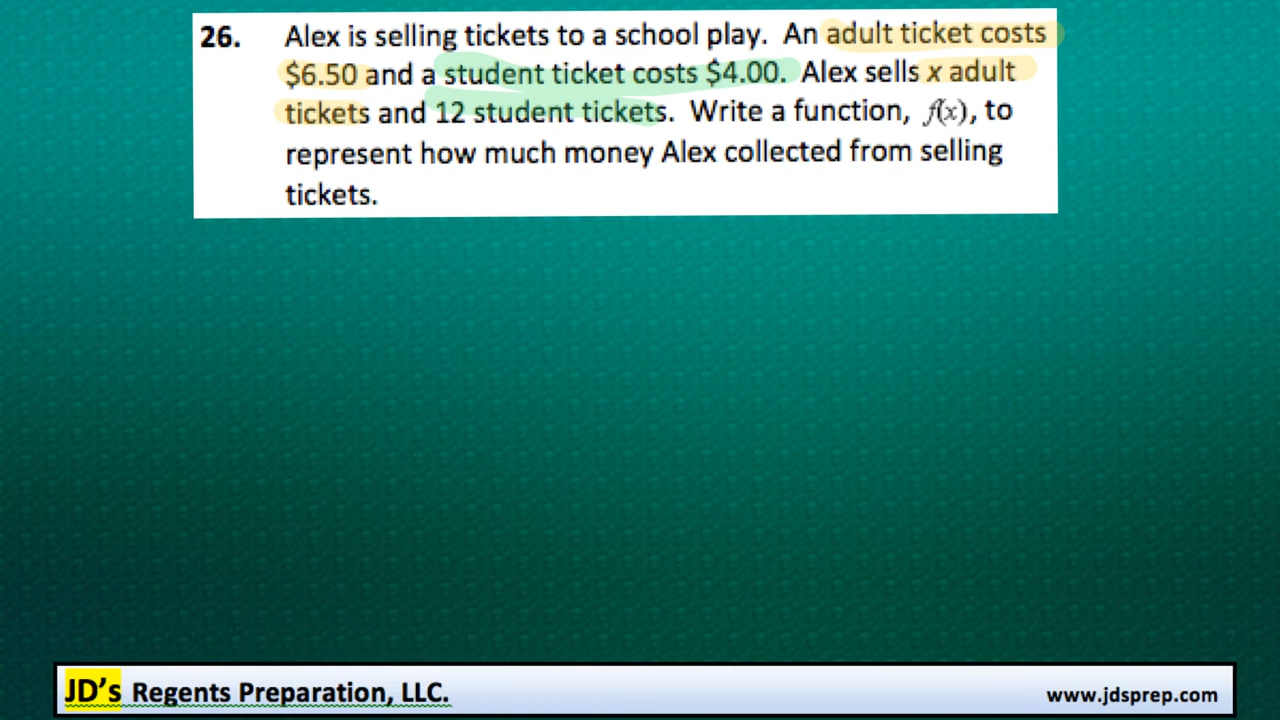 26. Alex is selling tickets to a school play. An adult ticket costs
$6.50 and a student ticket costs $4.00. Alex sells x adult
tickets and 12 student tickets. Write a function, f(x), to
represent how much money Alex collected from selling
tickets.
JD's Regents Preparation, LLC. www.jdsprep.com